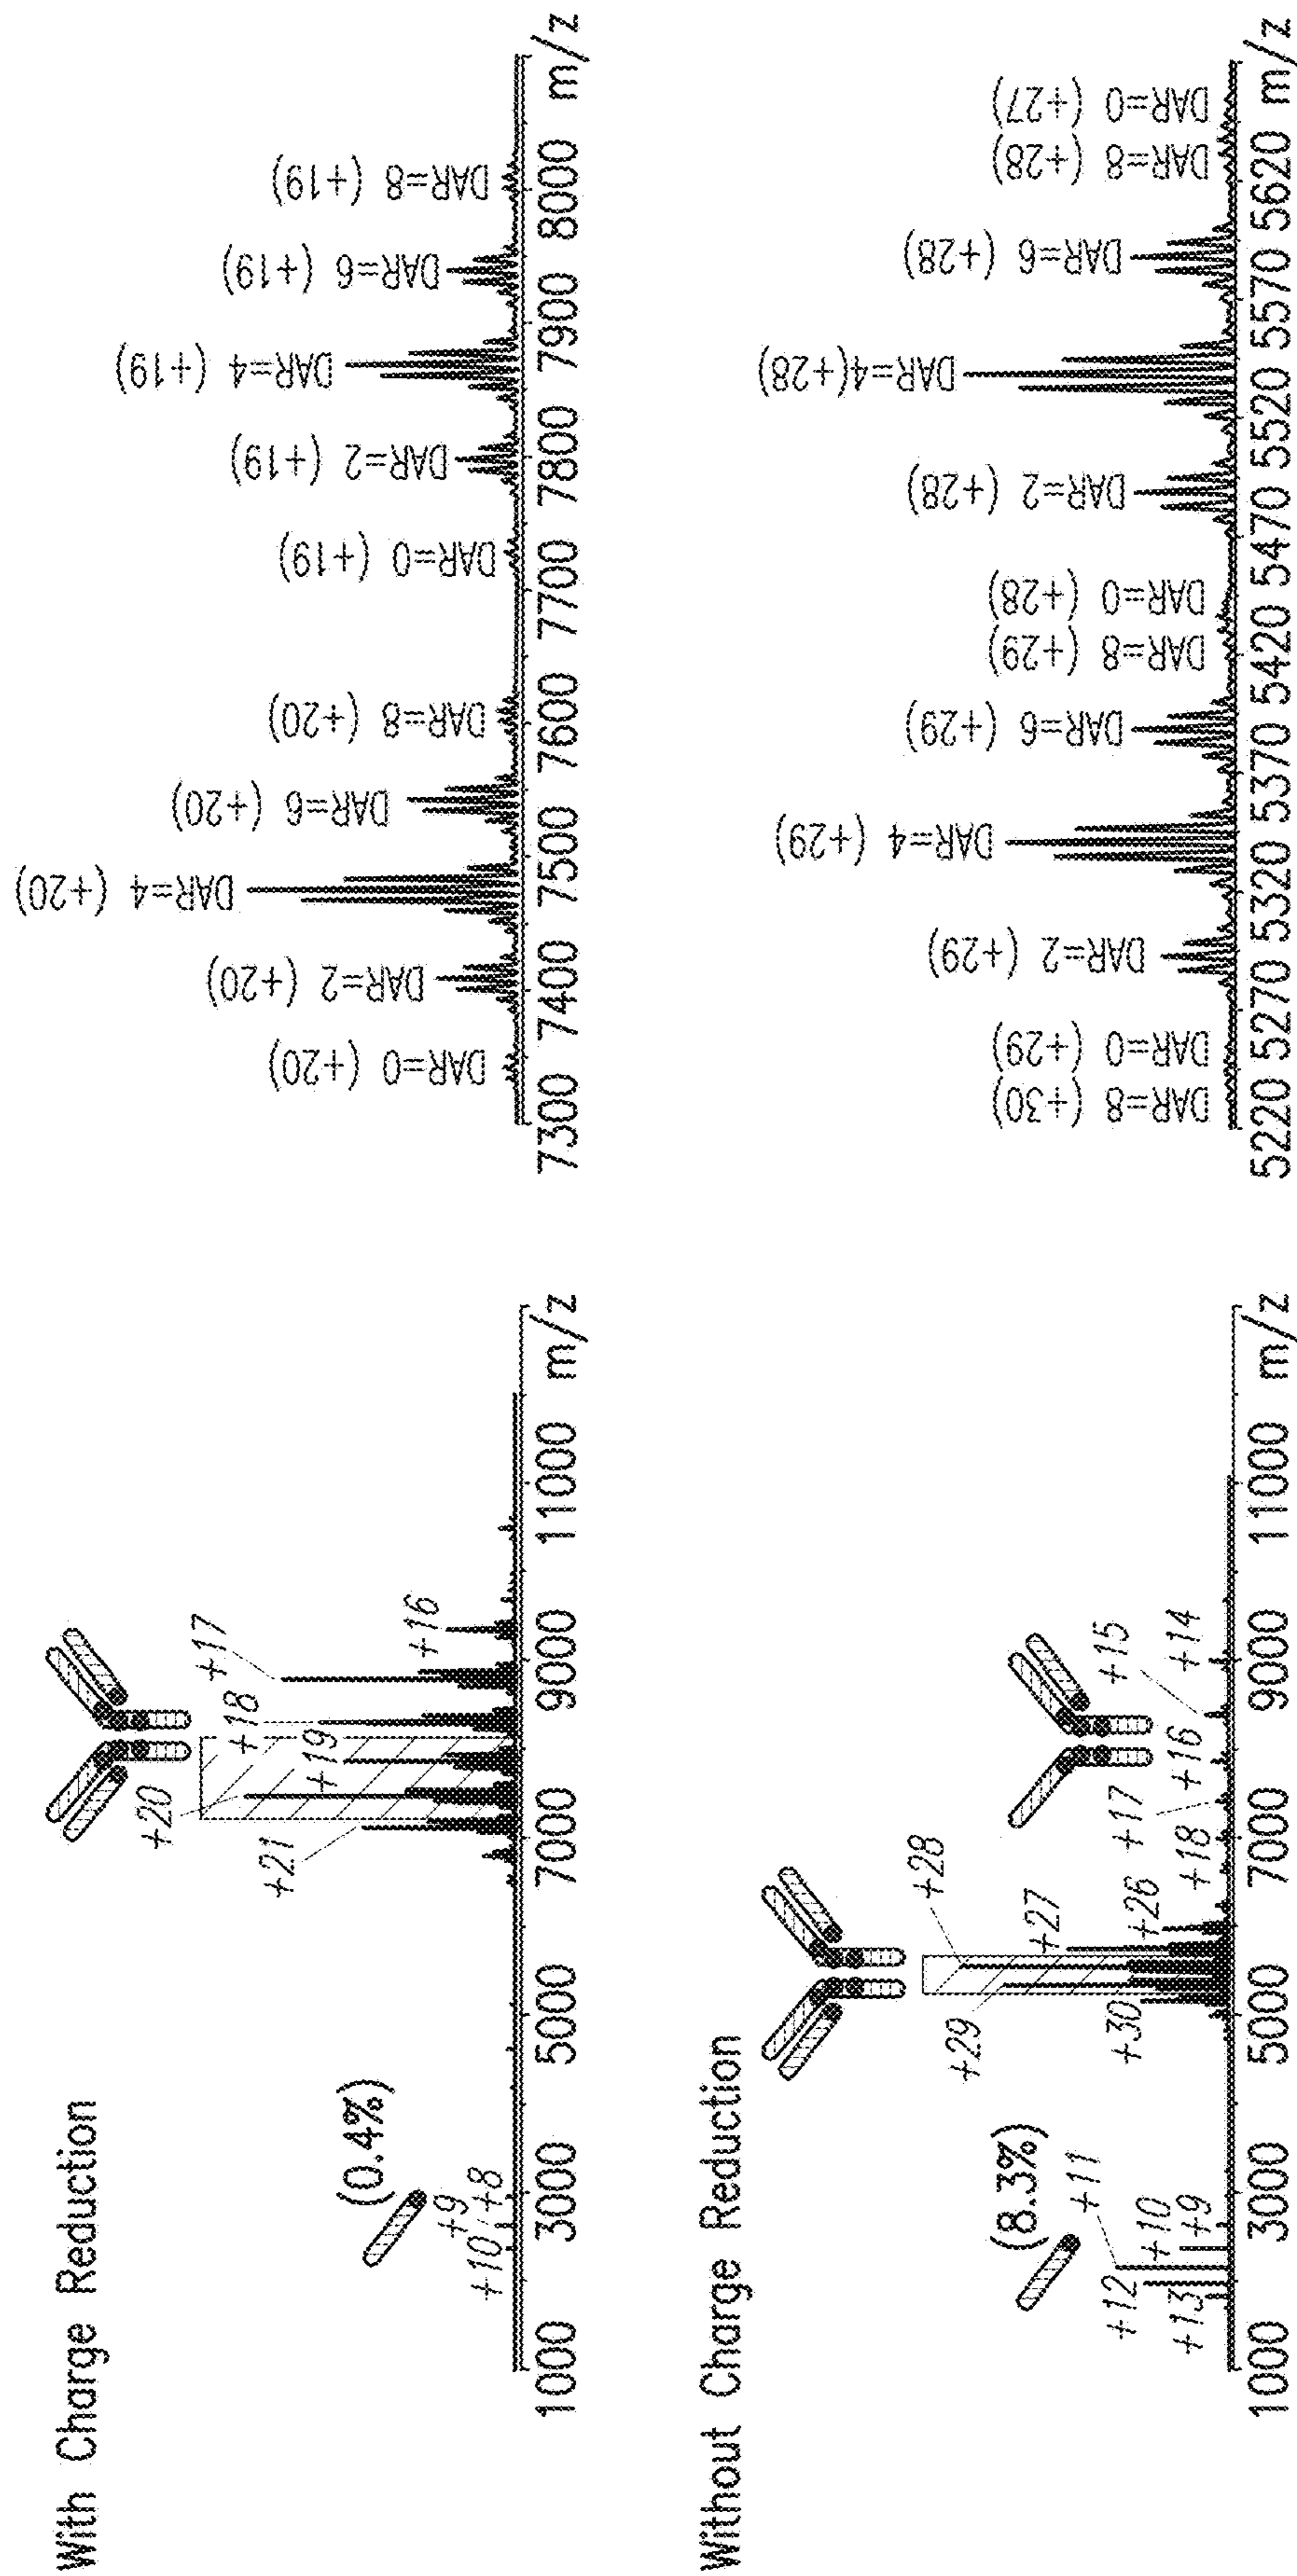 With Charge Reduction
(0.4%)
+10
+9
+8
+21
+20
+19
+18
+17
+16
1000 3000 5000 7000 9000 11000 m/z
DAR=0 (+20)
DAR=2 (+20)
DAR=4 (+20)
DAR=6 (+20)
DAR=8 (+20)
DAR=0 (+19)
DAR=2 (+19)
DAR=4 (+19)
DAR=6 (+19)
DAR=8 (+19)
7300 7400 7500 7600 7700 7800 7900 8000 m/z
Without Charge Reduction
(8.3%)
+13
+12
+11
+10
+9
+30
+29
+28
+27
+26
+18
+17
+16
+15
+14
1000 3000 5000 7000 9000 11000 m/z
DAR=8 (+30)
DAR=0 (+29)
DAR=2 (+29)
DAR=4 (+29)
DAR=6 (+29)
DAR=8 (+29)
DAR=0 (+28)
DAR=2 (+28)
DAR=4(+28)
DAR=6 (+28)
DAR=8 (+28)
DAR=0 (+27)
5220 5270 5320 5370 5420 5470 5520 5570 5620 m/z